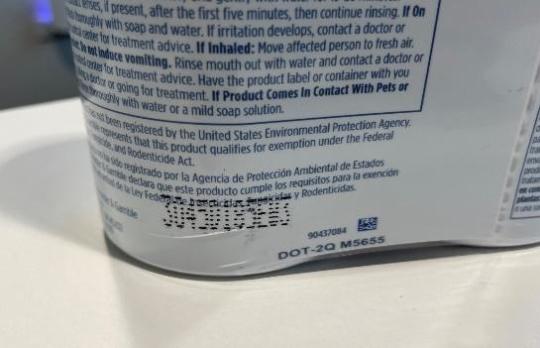 lenses, if present, after the first five minutes, then continue rinsing. If On
thoroughly with soap and water. If irritation develops, contact a doctor or
center for treatment advice. If Inhaled: Move affected person to fresh air.
Do not induce vomiting. Rinse mouth out with water and contact a doctor or
center for treatment advice. Have the product label or container with you
doctor or going for treatment. If Product Comes In Contact With Pets or
thoroughly with water or a mild soap solution.
not been registered by the United States Environmental Protection Agency.
represents that this product qualifies for exemption under the Federal
and Rodenticide Act.
ha sido registrado por la Agencia de Protección Ambiental de Estados
Gamble declara que este producto cumple los requisitos para la exención
de la Ley Federal de Insecticidas, Fungicidas y Rodenticidas.
& Gamble
90437084
DOT-2Q M5655